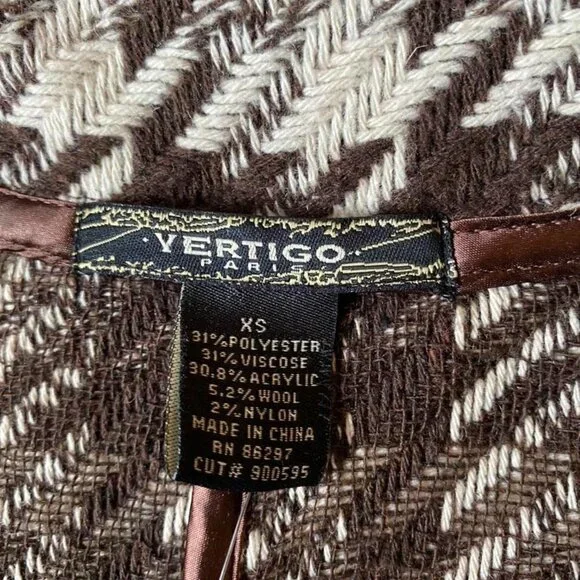 · VERTIGO ·
PARIS
XS
31% POLYESTER
31% VISCOSE
30.8% ACRYLIC
5.2% WOOL
2% NYLON
MADE IN CHINA
RN 86297
CUT# 900595